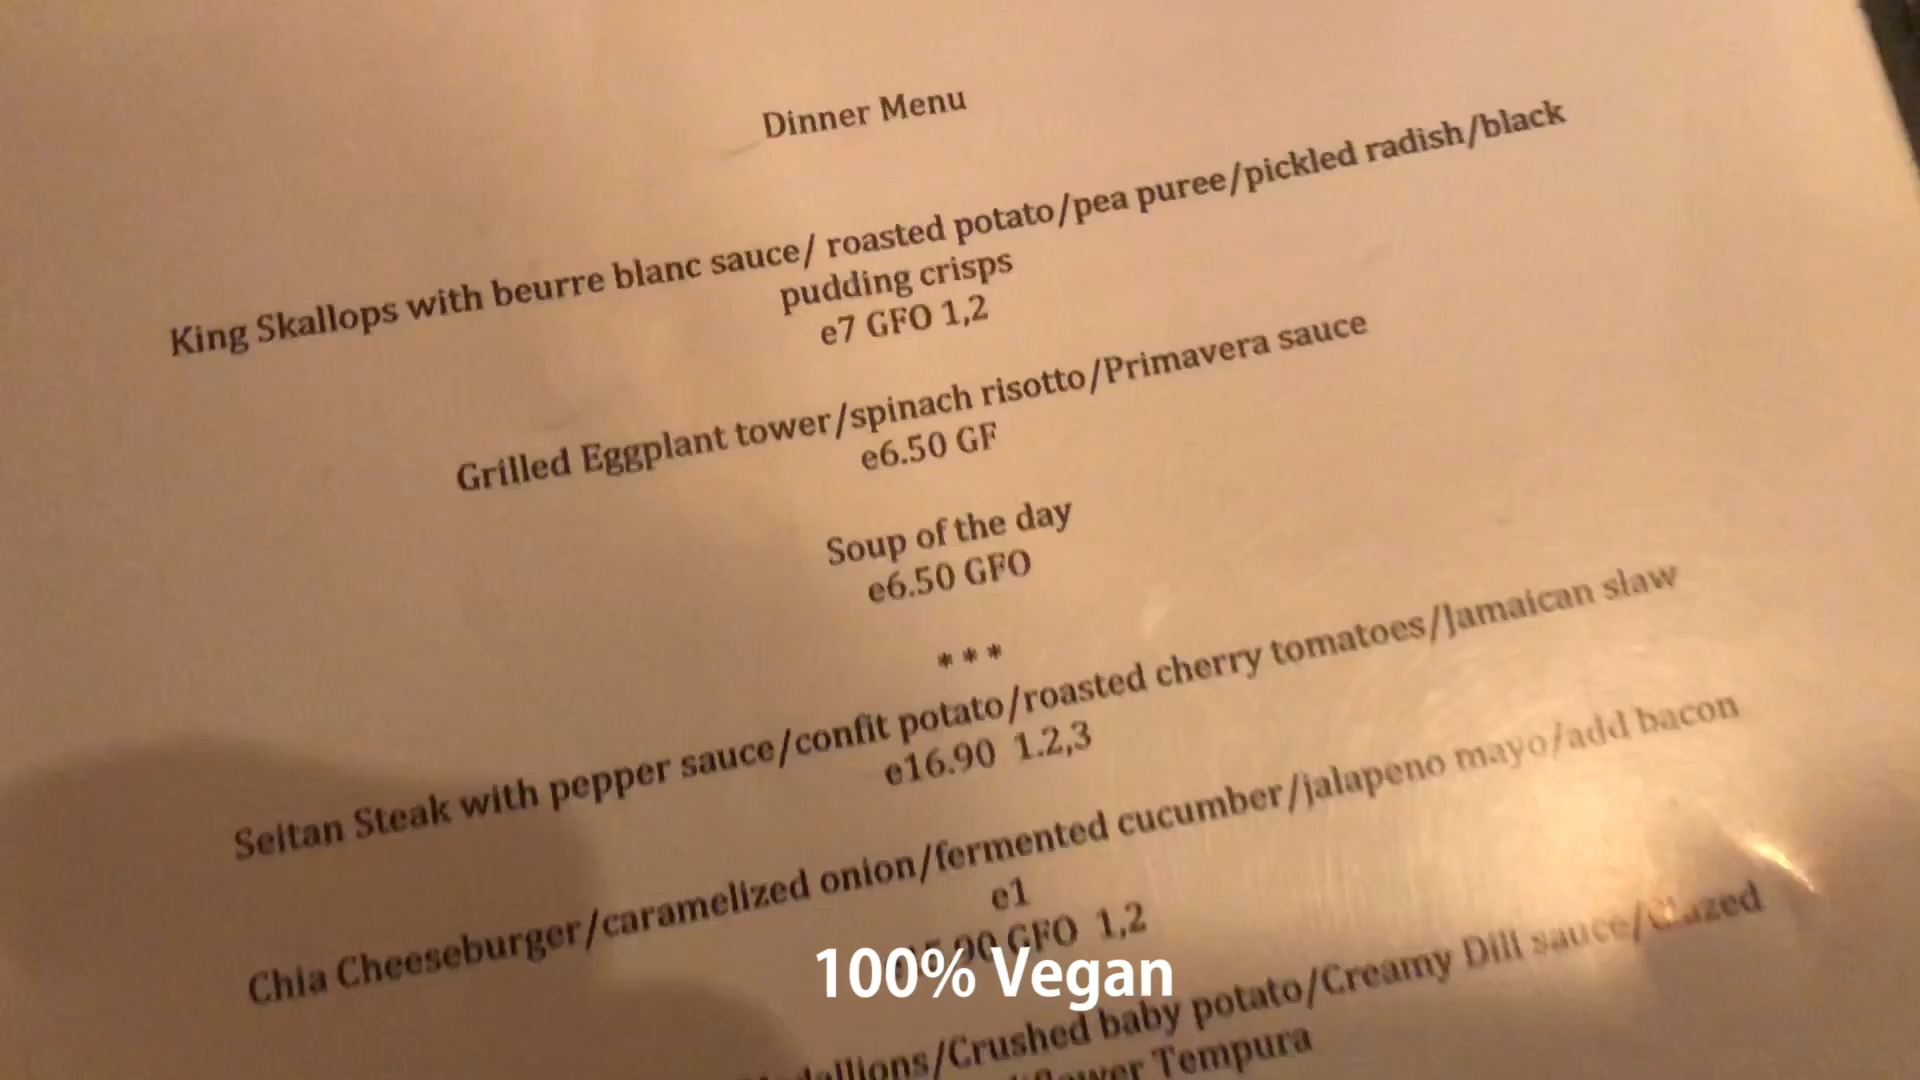 Dinner Menu
King Skallops with beurre blanc sauce/ roasted potato/pea puree/pickled radish/black
pudding crisps
e7 GFO 1,2
Grilled Eggplant tower/spinach risotto/Primavera sauce
e6.50 GF
Soup of the day
e6.50 GFO
***
Seitan Steak with pepper sauce/confit potato/roasted cherry tomatoes/Jamaican slaw
e16.90 1.2,3
Chia Cheeseburger/caramelized onion/fermented cucumber/jalapeno mayo/add bacon
e1
GFO 1,2
100% Vegan
/Crushed baby potato/Creamy Dill sauce/Glazed
Tempura